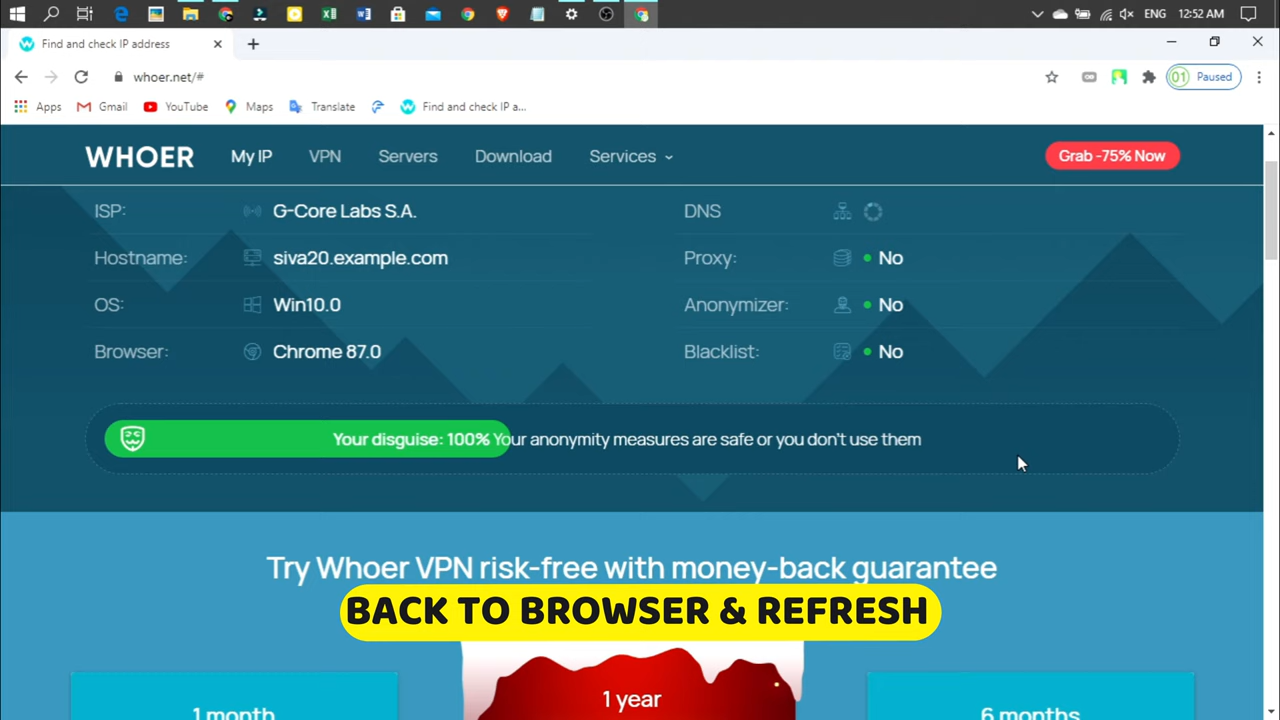 ENG 12:52 AM
Find and check IP address
whoer.net/#
01 Paused
Apps Gmail YouTube Maps Translate Find and check IP a...
WHOER My IP VPN Servers Download Services Grab -75% Now
ISP: G-Core Labs S.A. DNS
Hostname: siva20.example.com Proxy: No
OS: Win10.0 Anonymizer: No
Browser: Chrome 87.0 Blacklist: No
Your disguise: 100% Your anonymity measures are safe or you don't use them
Try Whoer VPN risk-free with money-back guarantee
BACK TO BROWSER & REFRESH
1 year
1 month 6 months